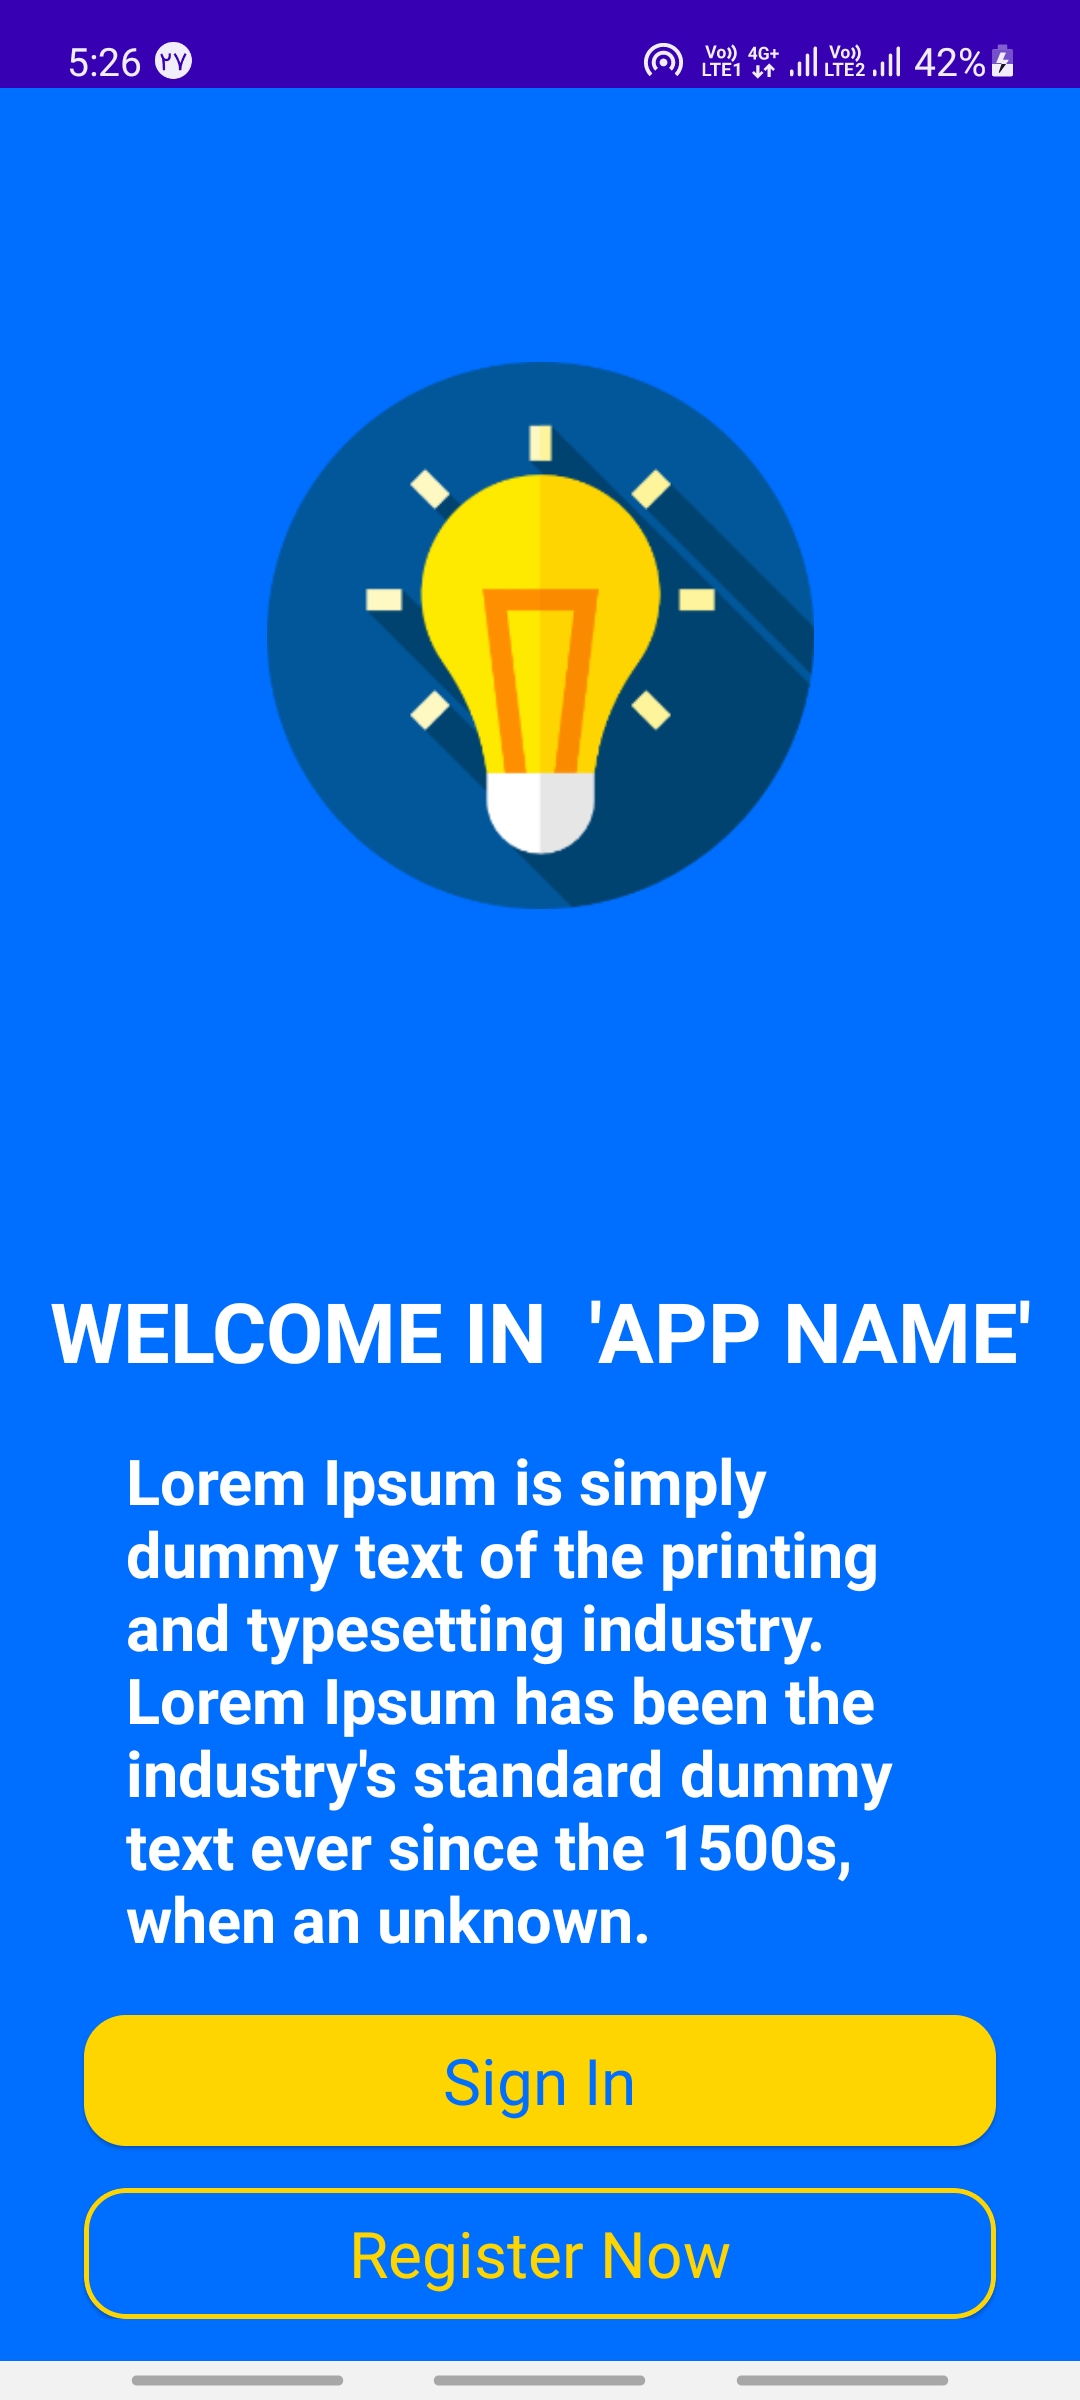 5:26 ۲۷ Vo)) LTE1 4G+ Vo)) LTE2 42%
WELCOME IN  'APP NAME'
Lorem Ipsum is simply
dummy text of the printing
and typesetting industry.
Lorem Ipsum has been the
industry's standard dummy
text ever since the 1500s,
when an unknown.
Sign In
Register Now